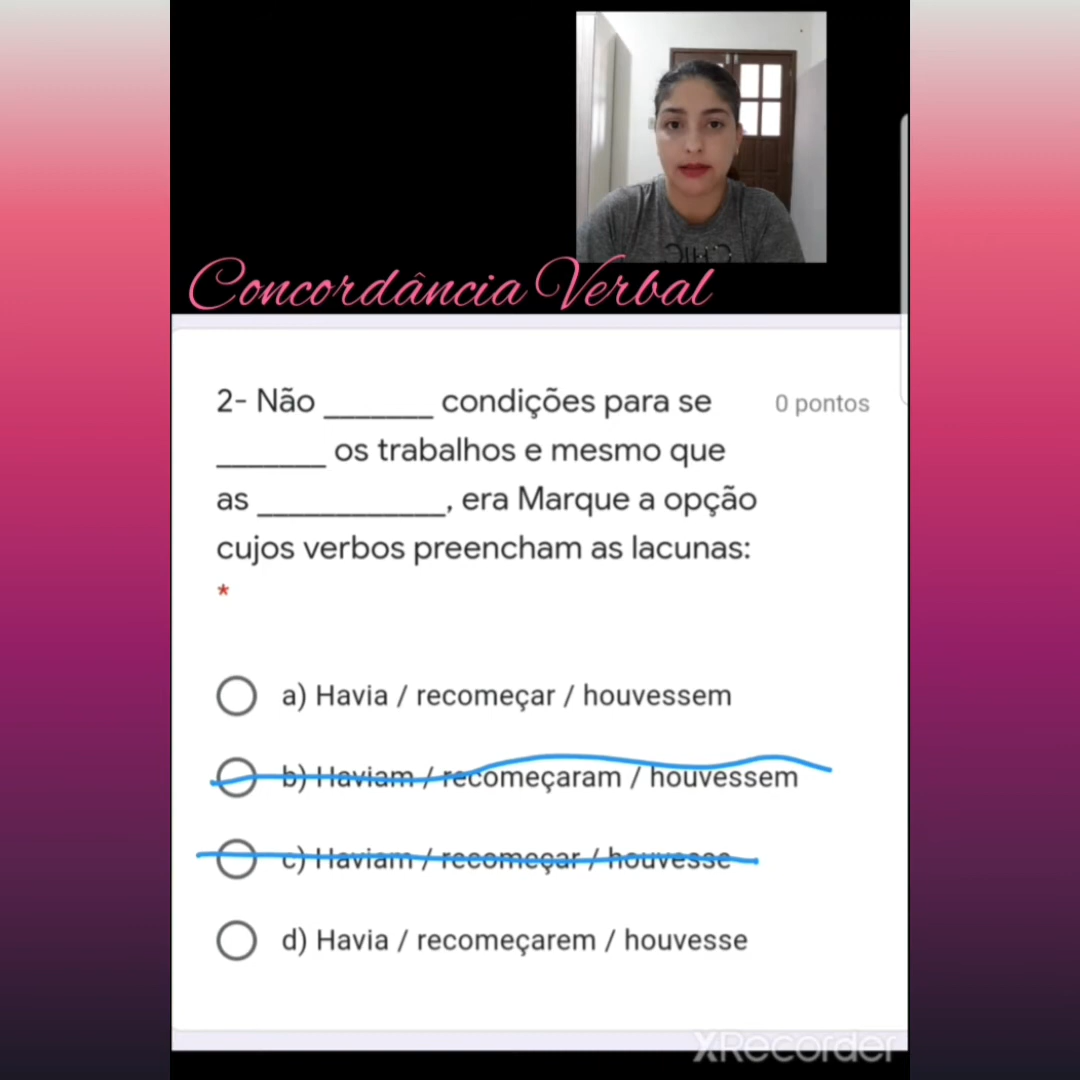 Concordância Verbal
2- Não _______ condições para se
0 pontos
_______ os trabalhos e mesmo que
as ____________, era Marque a opção
cujos verbos preencham as lacunas:
*
a) Havia / recomeçar / houvessem
b) Haviam / recomeçaram / houvessem
c) Haviam / recomeçar / houvesse
d) Havia / recomeçarem / houvesse
XRecorder